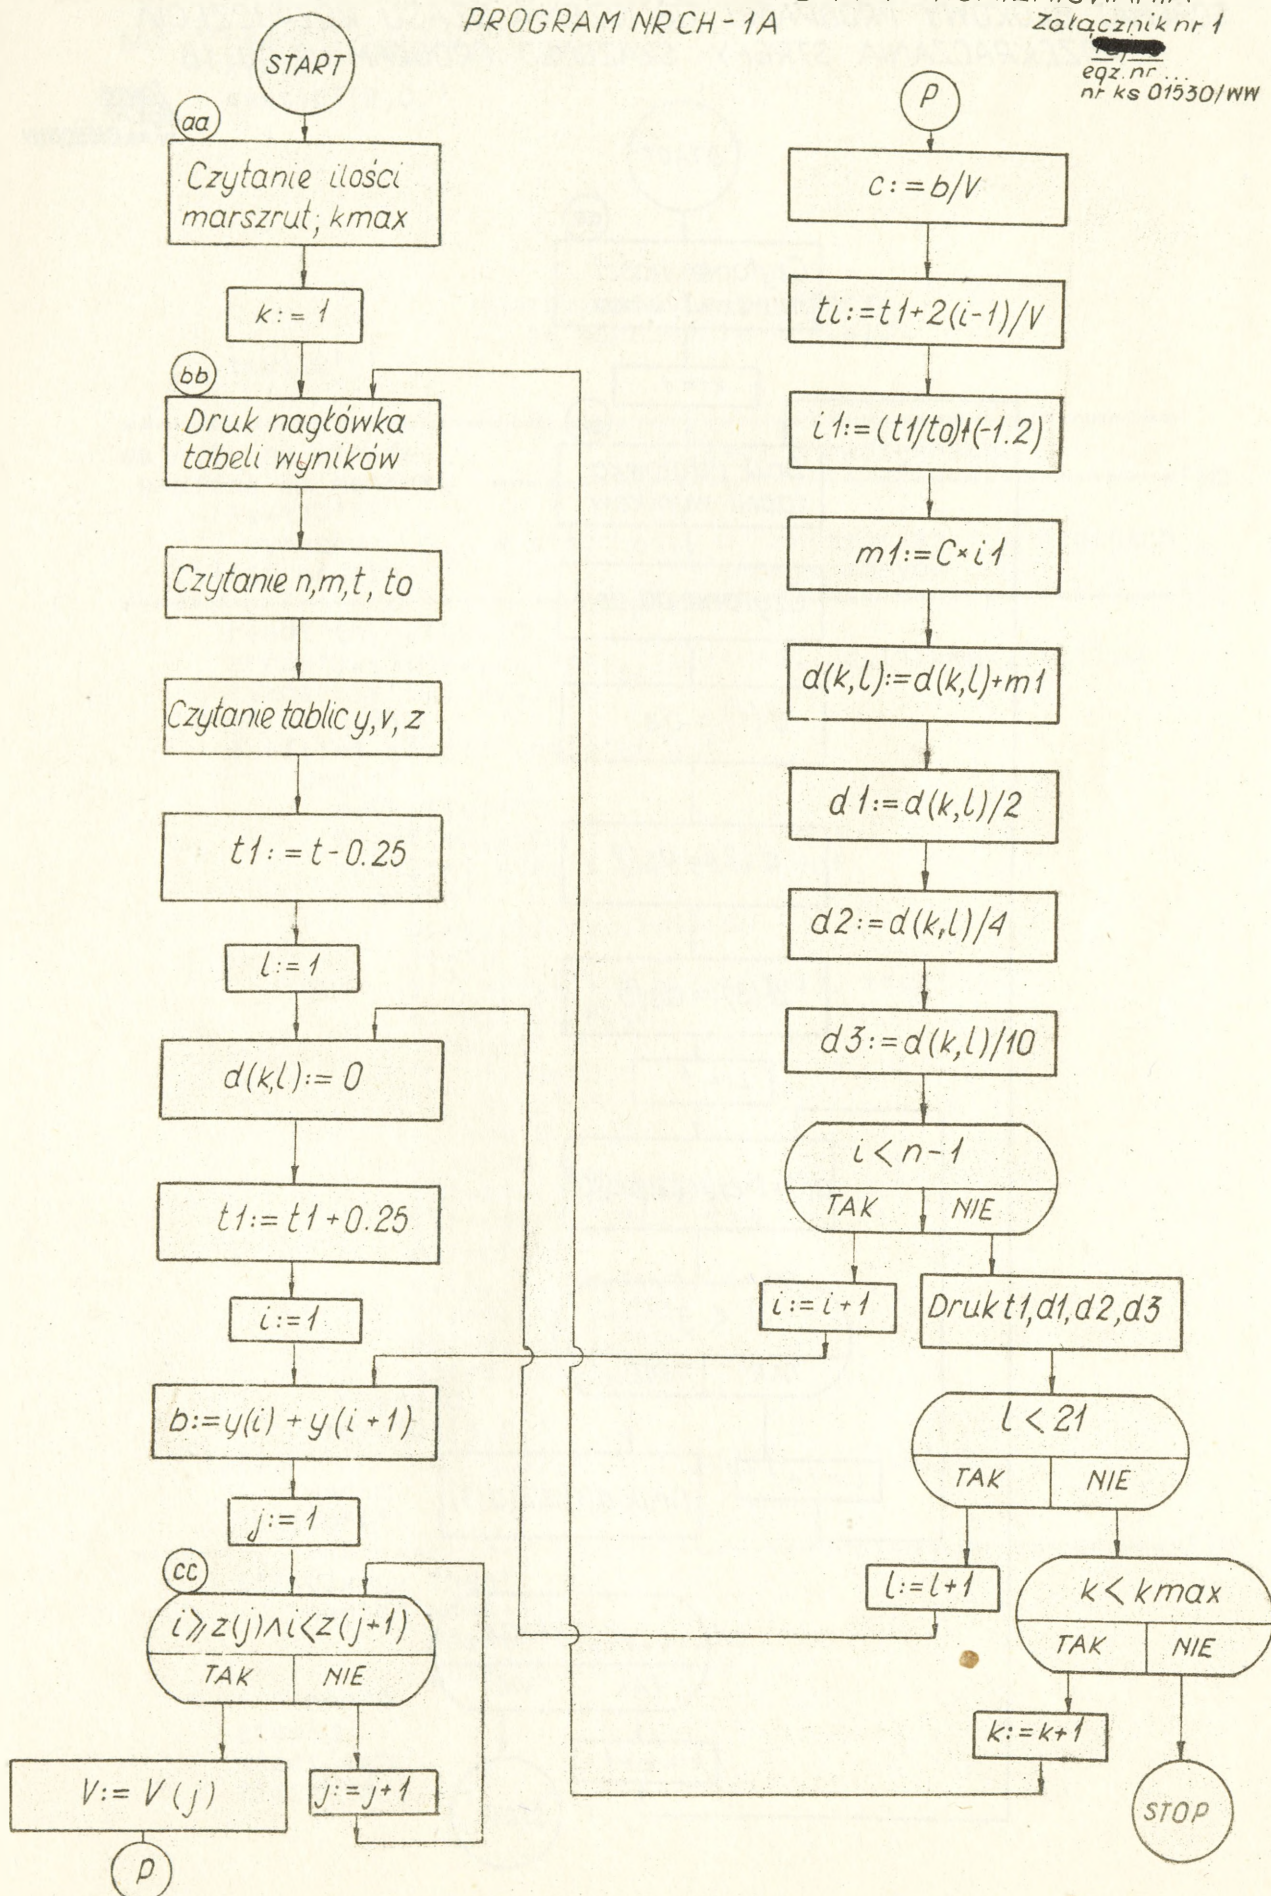 PROGRAM NR CH-1A
Załącznik nr 1
egz. nr ...
nr ks 01530/WW
START
aa
Czytanie ilości
marszrut; kmax
k:=1
bb
Druk nagłówka
tabeli wyników
Czytanie n,m,t, to
Czytanie tablic y, v, z
t1:=t-0.25
l:=1
d(k,l):=0
t1:=t1+0.25
i:=1
b:=y(i)+y(i+1)
j:=1
cc
i⩾z(j)∧i<z(j+1)
TAK NIE
V:=V(j)
j:=j+1
P
P
c:=b/V
ti:=t1+2(i-1)/V
i1:=(t1/to)↑(-1.2)
m1:=C×i1
d(k,l):=d(k,l)+m1
d1:=d(k,l)/2
d2:=d(k,l)/4
d3:=d(k,l)/10
i<n-1
TAK NIE
i:=i+1
Druk t1,d1,d2,d3
l<21
TAK NIE
l:=l+1
k<kmax
TAK NIE
k:=k+1
STOP